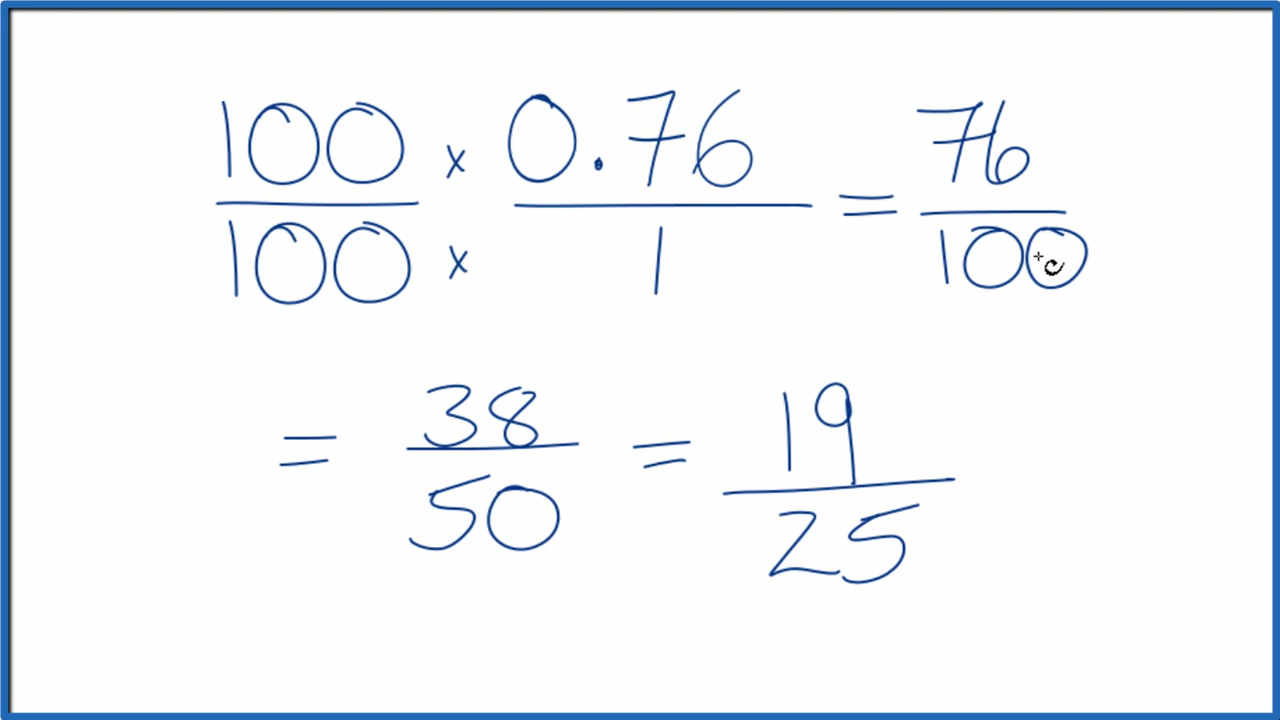 100 × 0.76 = 76
100 × 1 100
= 38 = 19
50 25